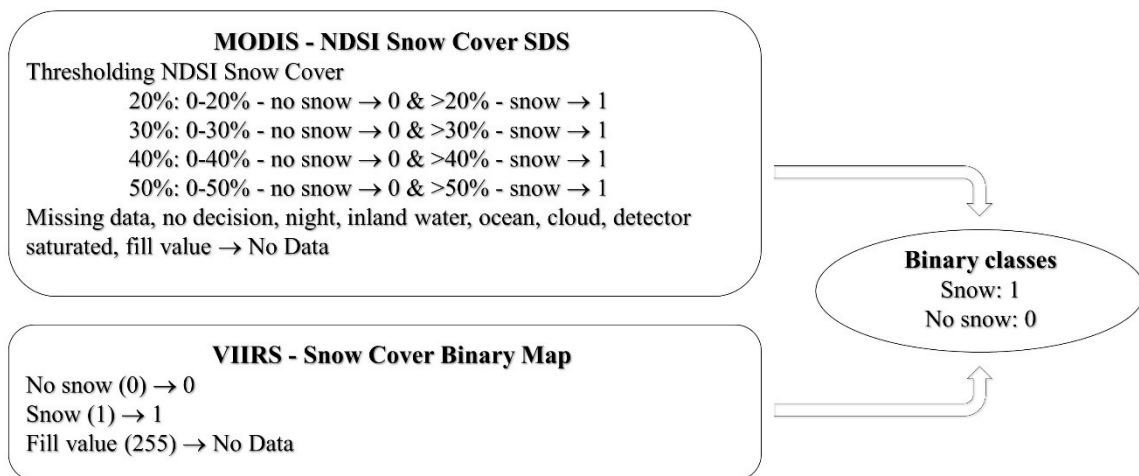 MODIS - NDSI Snow Cover SDS
Thresholding NDSI Snow Cover
20%: 0-20% - no snow → 0 & >20% - snow → 1
30%: 0-30% - no snow → 0 & >30% - snow → 1
40%: 0-40% - no snow → 0 & >40% - snow → 1
50%: 0-50% - no snow → 0 & >50% - snow → 1
Missing data, no decision, night, inland water, ocean, cloud, detector
saturated, fill value → No Data
VIIRS - Snow Cover Binary Map
No snow (0) → 0
Snow (1) → 1
Fill value (255) → No Data
Binary classes
Snow: 1
No snow: 0